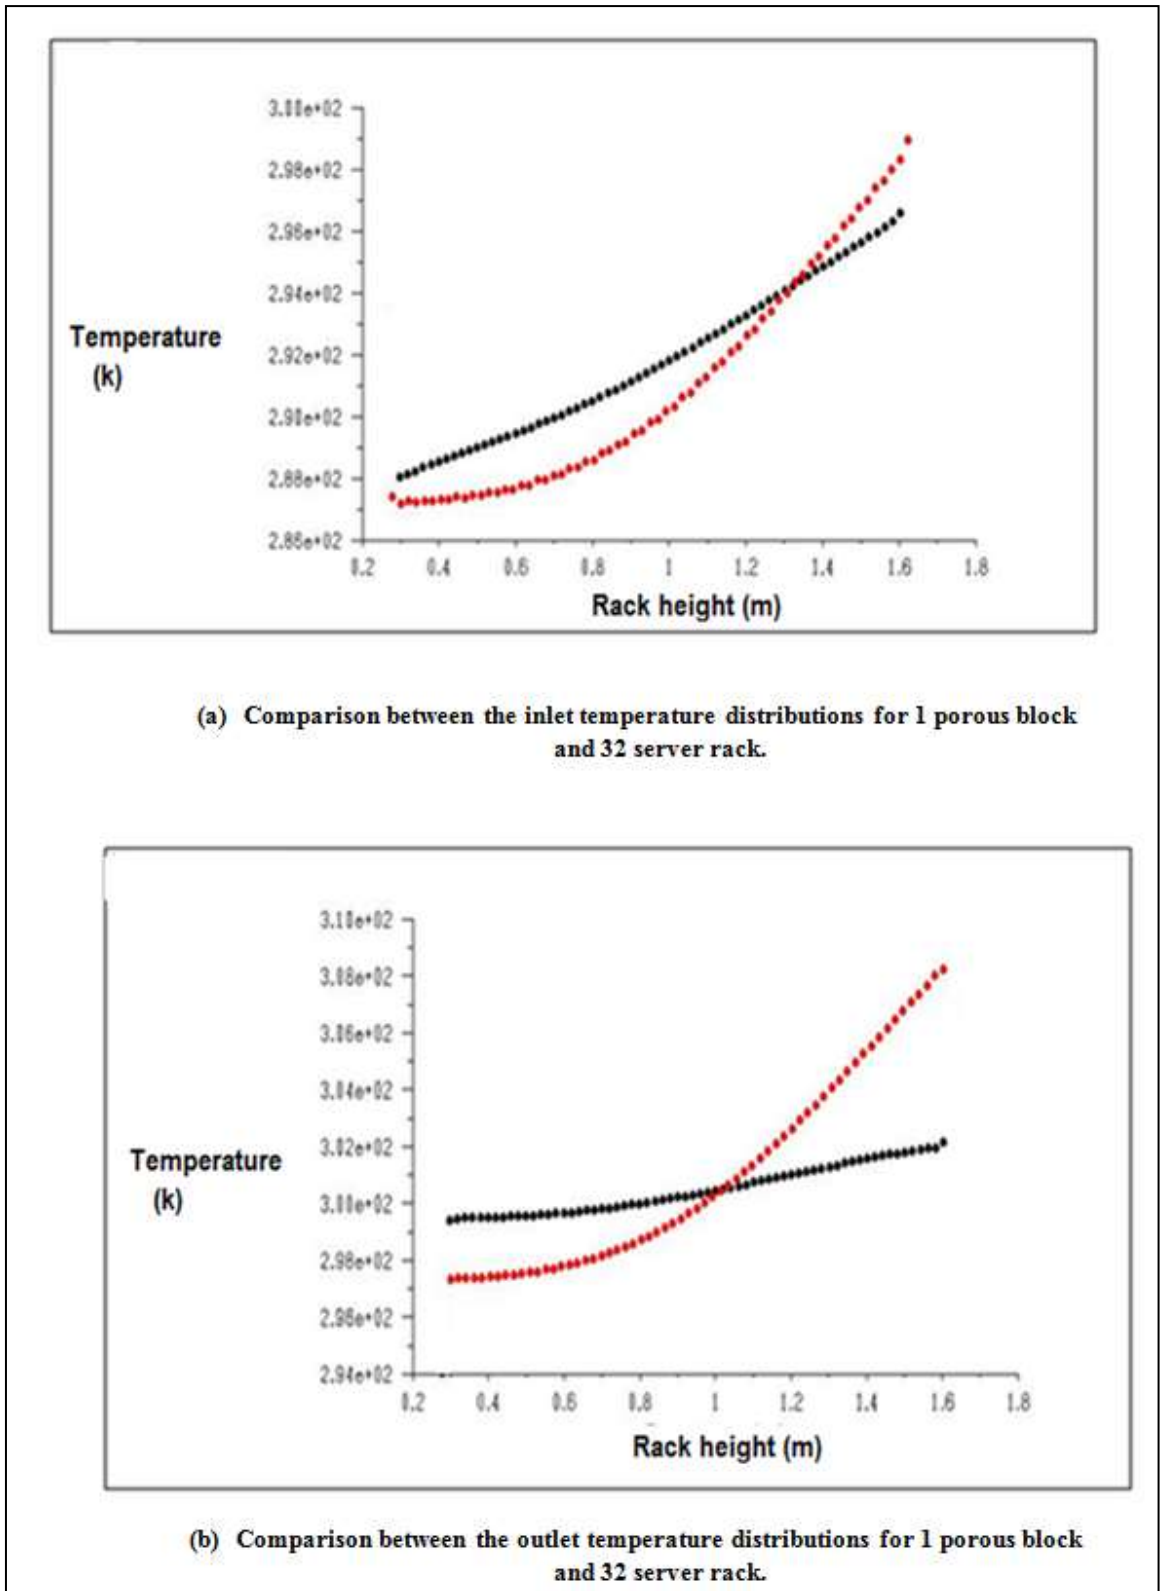 3.00e+02
2.98e+02
2.96e+02
2.94e+02
2.92e+02
2.90e+02
2.88e+02
2.86e+02
Temperature
(k)
0.2 0.4 0.6 0.8 1 1.2 1.4 1.6 1.8
Rack height (m)
(a) Comparison between the inlet temperature distributions for 1 porous block
and 32 server rack.
3.10e+02
3.08e+02
3.06e+02
3.04e+02
3.02e+02
3.00e+02
2.98e+02
2.96e+02
2.94e+02
Temperature
(k)
0.2 0.4 0.6 0.8 1 1.2 1.4 1.6 1.8
Rack height (m)
(b) Comparison between the outlet temperature distributions for 1 porous block
and 32 server rack.